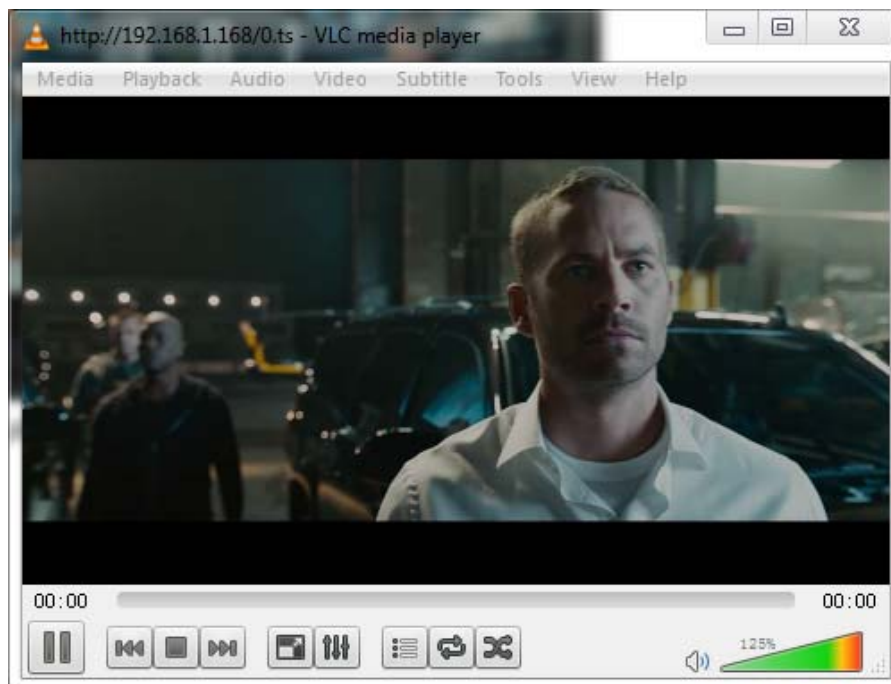 http://192.168.1.168/0.ts - VLC media player
Media Playback Audio Video Subtitle Tools View Help
00:00 00:00
125%